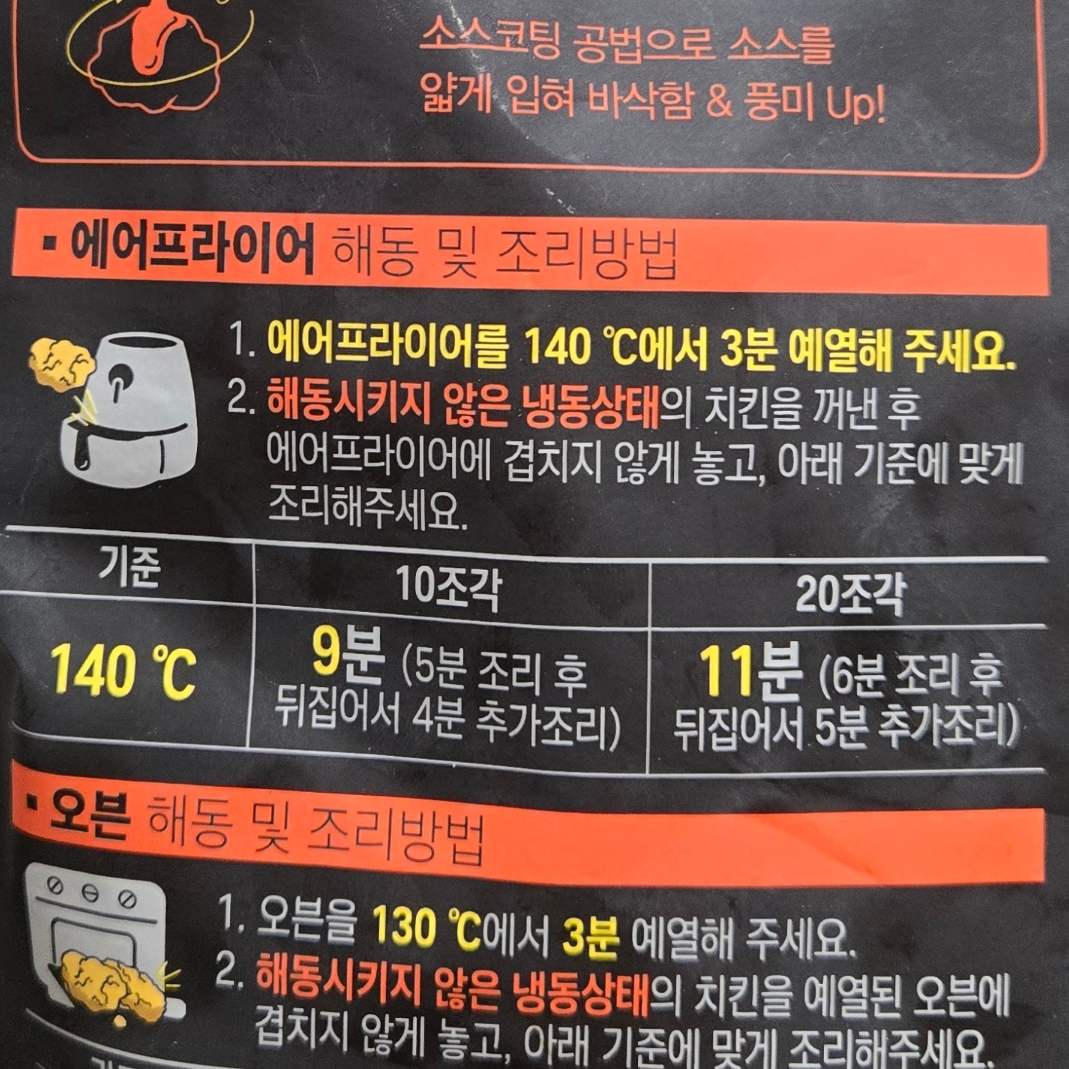 소스코팅 공법으로 소스를
얇게 입혀 바삭함 & 풍미 Up!
▪ 에어프라이어 해동 및 조리방법
1. 에어프라이어를 140 ℃에서 3분 예열해 주세요.
2. 해동시키지 않은 냉동상태의 치킨을 꺼낸 후
에어프라이어에 겹치지 않게 놓고, 아래 기준에 맞게
조리해주세요.
기준 10조각 20조각
140 ℃ 9분 (5분 조리 후 11분 (6분 조리 후
뒤집어서 4분 추가조리) 뒤집어서 5분 추가조리)
▪ 오븐 해동 및 조리방법
1. 오븐을 130 ℃에서 3분 예열해 주세요.
2. 해동시키지 않은 냉동상태의 치킨을 예열된 오븐에
겹치지 않게 놓고, 아래 기준에 맞게 조리해주세요.